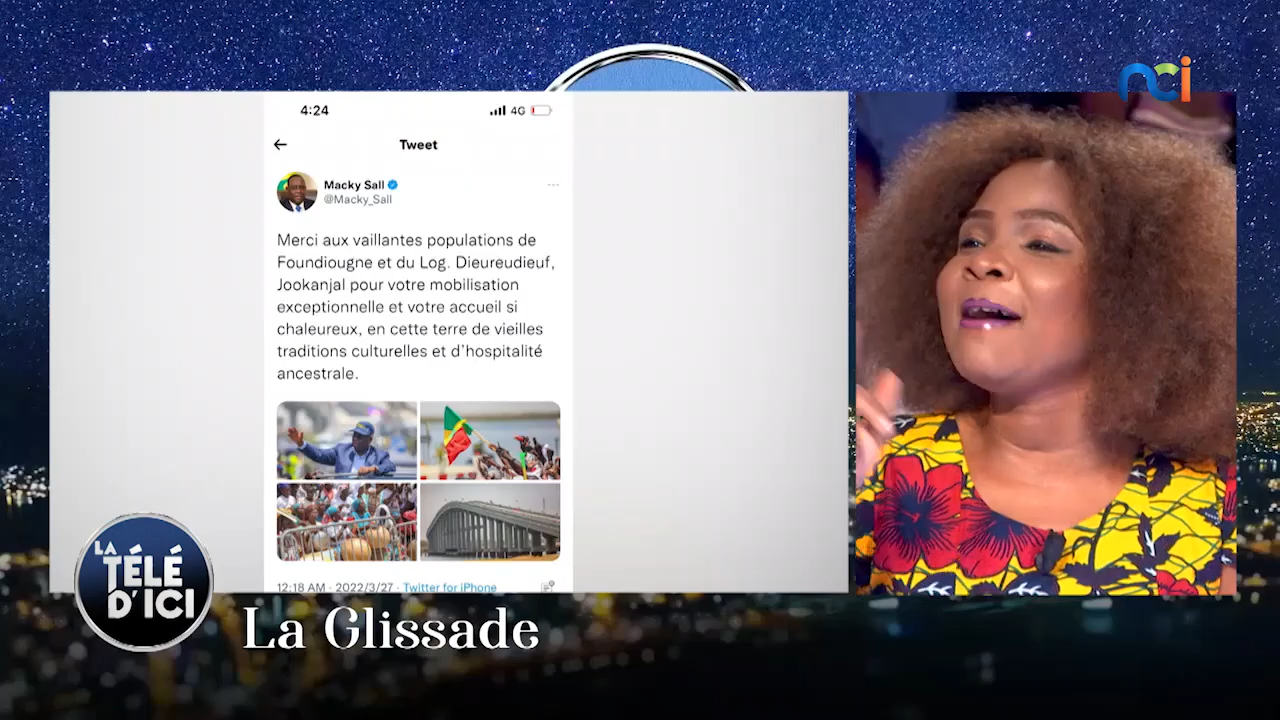 nci
4:24
4G
Tweet
Macky Sall
@Macky_Sall
Merci aux vaillantes populations de
Foundiougne et du Log. Dieureudieuf,
Jookanjal pour votre mobilisation
exceptionnelle et votre accueil si
chaleureux, en cette terre de vieilles
traditions culturelles et d'hospitalité
ancestrale.
12:18 AM · 2022/3/27 · Twitter for iPhone
LA
TÉLÉ
D'ICI
La Glissade